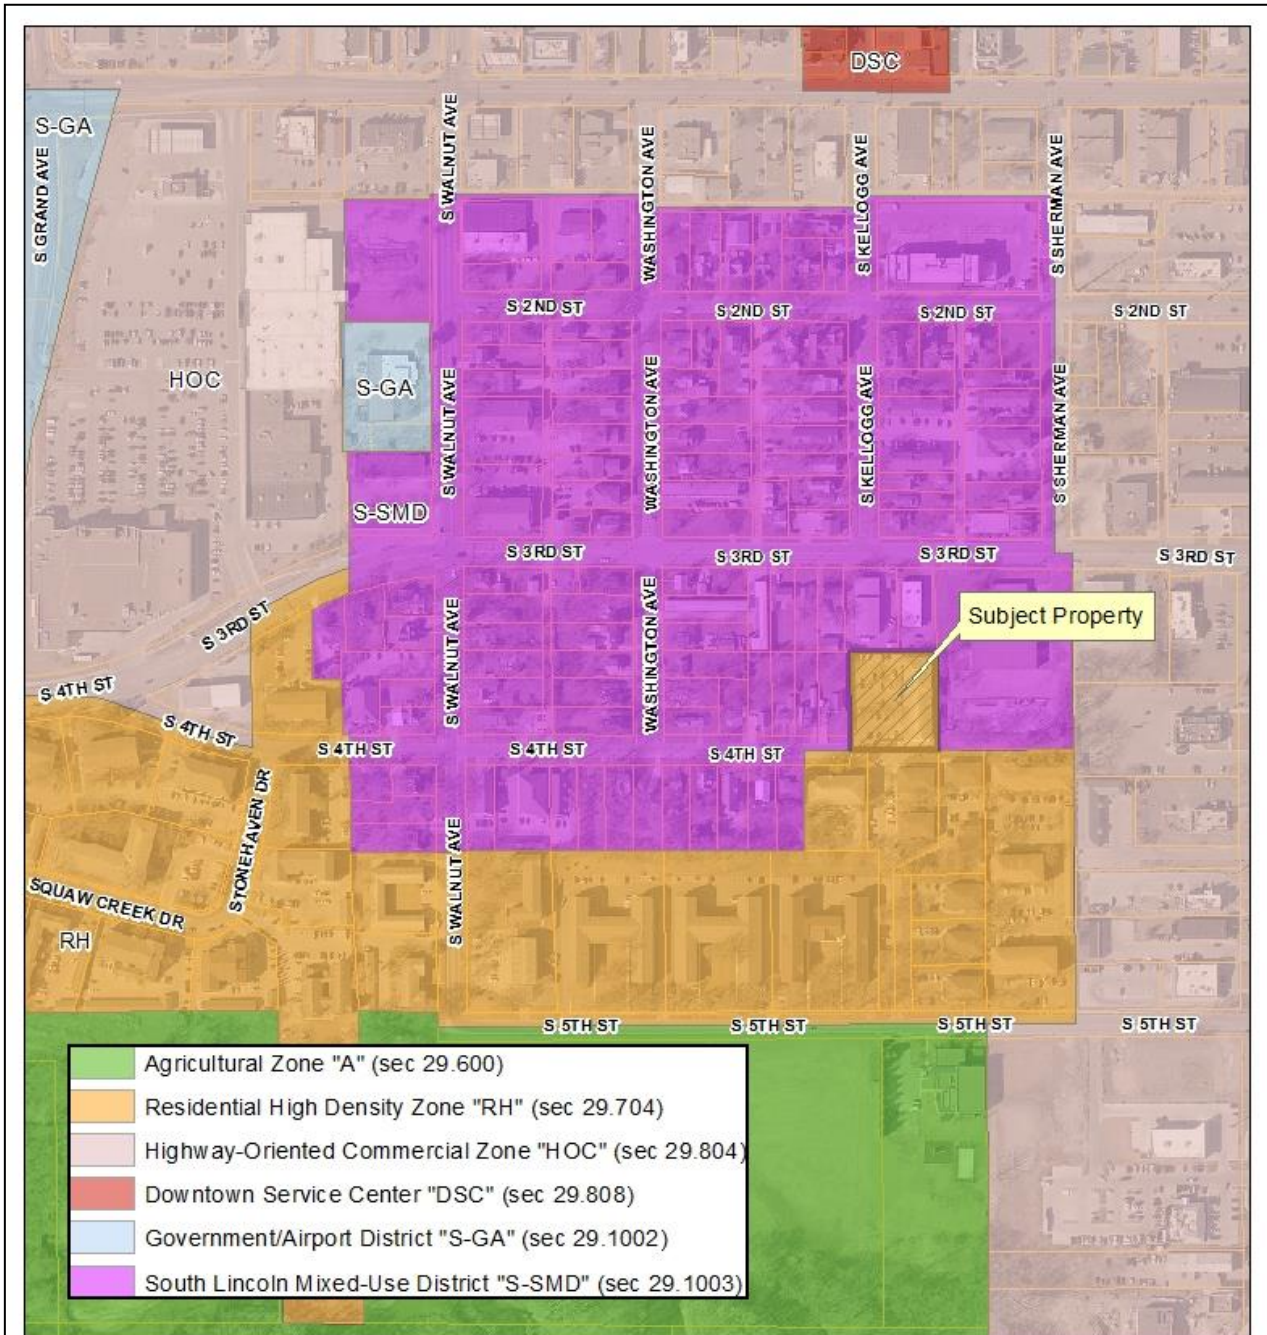 DSC
S-GA
S GRAND AVE
S WALNUT AVE
WASHINGTON AVE
S KELLOGG AVE
S SHERMAN AVE
S 2ND ST
S 2ND ST
S 2ND ST
S 2ND ST
HOC
S-GA
S WALNUT AVE
WASHINGTON AVE
S KELLOGG AVE
S SHERMAN AVE
S-SMD
S 3RD ST
S 3RD ST
S 3RD ST
S 3RD ST
S 3RD ST
S WALNUT AVE
WASHINGTON AVE
Subject Property
S 4TH ST
S 4TH ST
S 4TH ST
S 4TH ST
S 4TH ST
STONEHAVEN DR
S WALNUT AVE
SQUAW CREEK DR
RH
S 5TH ST
S 5TH ST
S 5TH ST
S 5TH ST
Agricultural Zone "A" (sec 29.600)
Residential High Density Zone "RH" (sec 29.704)
Highway-Oriented Commercial Zone "HOC" (sec 29.804)
Downtown Service Center "DSC" (sec 29.808)
Government/Airport District "S-GA" (sec 29.1002)
South Lincoln Mixed-Use District "S-SMD" (sec 29.1003)